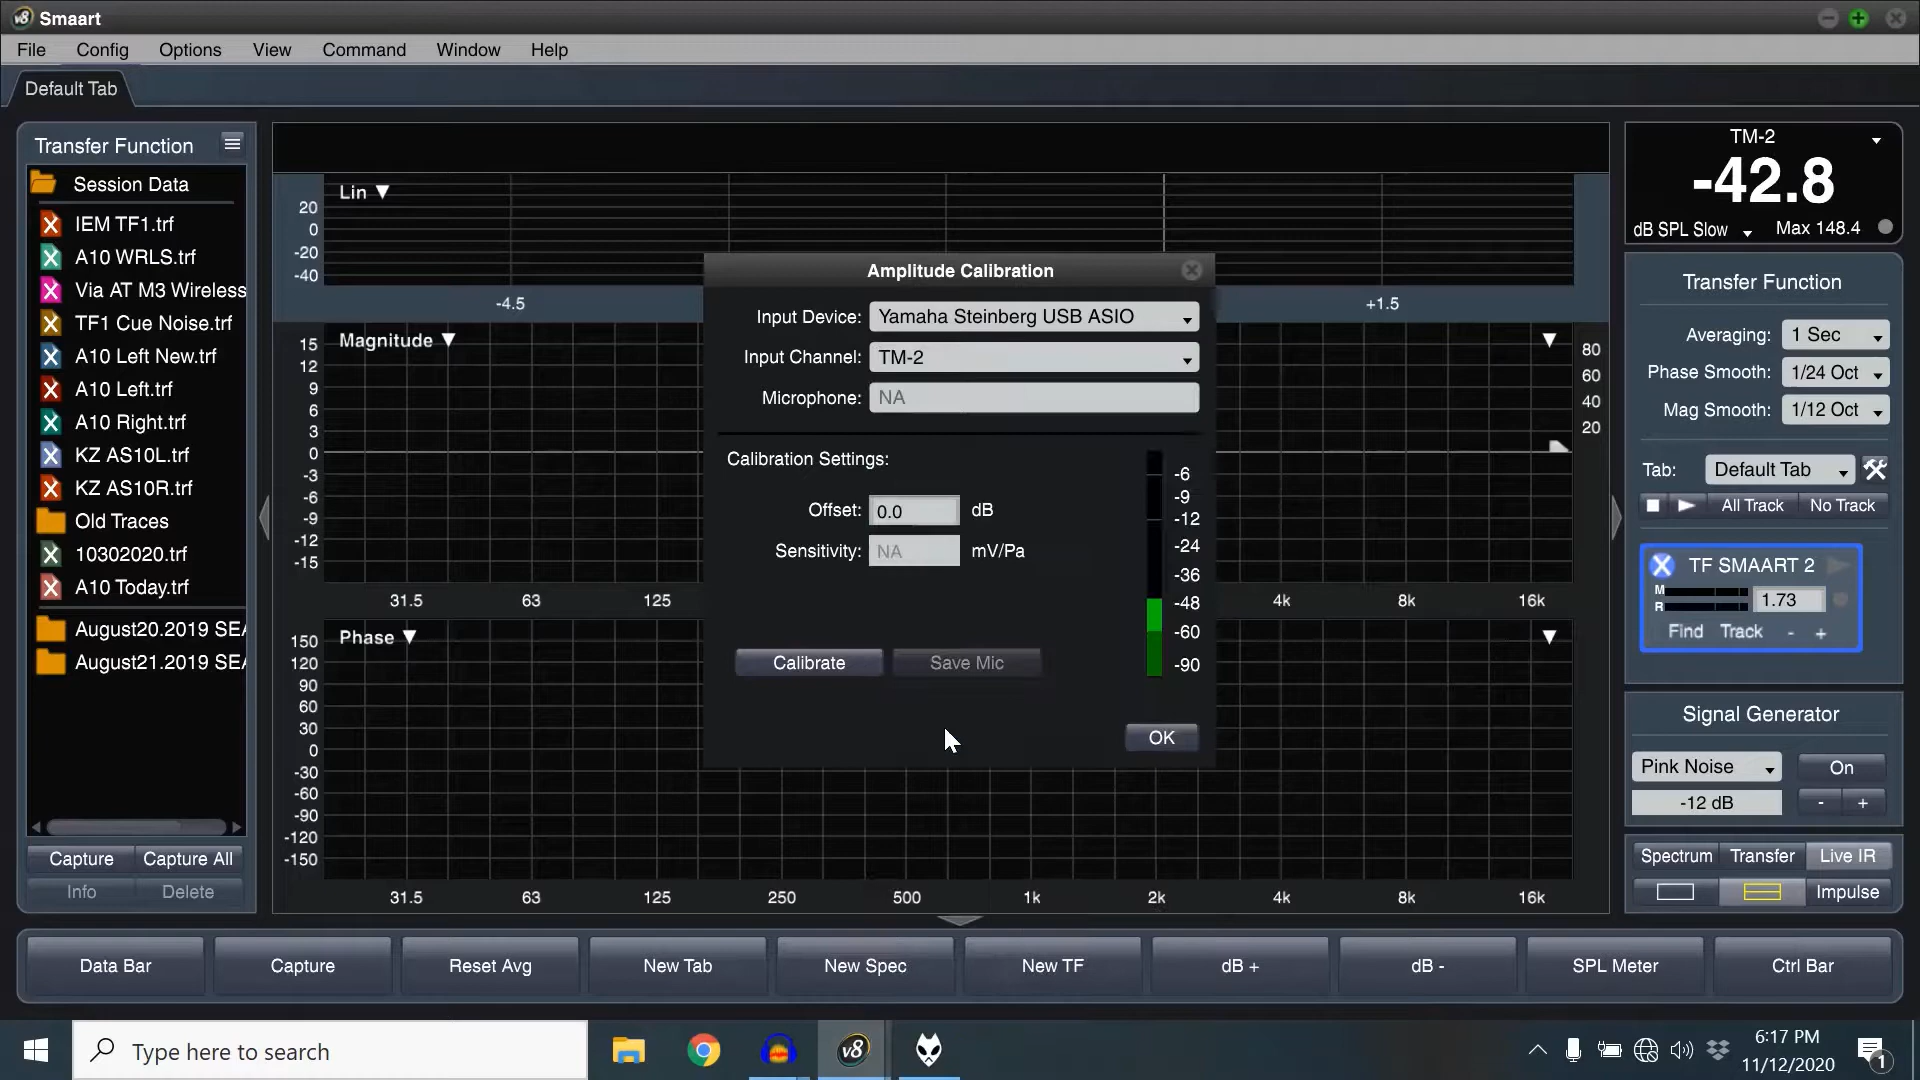 v8 Smaart
File Config Options View Command Window Help
Default Tab
Transfer Function
Session Data
IEM TF1.trf
A10 WRLS.trf
Via AT M3 Wireless
TF1 Cue Noise.trf
A10 Left New.trf
A10 Left.trf
A10 Right.trf
KZ AS10L.trf
KZ AS10R.trf
Old Traces
10302020.trf
A10 Today.trf
August20.2019 SEA
August21.2019 SEA
Capture Capture All
Info Delete
Lin
20
0
-20
-40
-4.5 +1.5
Magnitude
15
12
9
6
3
0
-3
-6
-9
-12
-15
80
60
40
20
31.5 63 125 4k 8k 16k
Phase
150
120
90
60
30
0
-30
-60
-90
-120
-150
31.5 63 125 250 500 1k 2k 4k 8k 16k
Amplitude Calibration
Input Device: Yamaha Steinberg USB ASIO
Input Channel: TM-2
Microphone: NA
Calibration Settings:
Offset: 0.0 dB
Sensitivity: NA mV/Pa
-6
-9
-12
-24
-36
-48
-60
-90
Calibrate Save Mic
OK
TM-2
-42.8
dB SPL Slow Max 148.4
Transfer Function
Averaging: 1 Sec
Phase Smooth: 1/24 Oct
Mag Smooth: 1/12 Oct
Tab: Default Tab
All Track No Track
TF SMAART 2
M
R
1.73
Find Track - +
Signal Generator
Pink Noise On
-12 dB - +
Spectrum Transfer Live IR
Impulse
Data Bar Capture Reset Avg New Tab New Spec New TF dB + dB - SPL Meter Ctrl Bar
Type here to search
v8
6:17 PM
11/12/2020
1